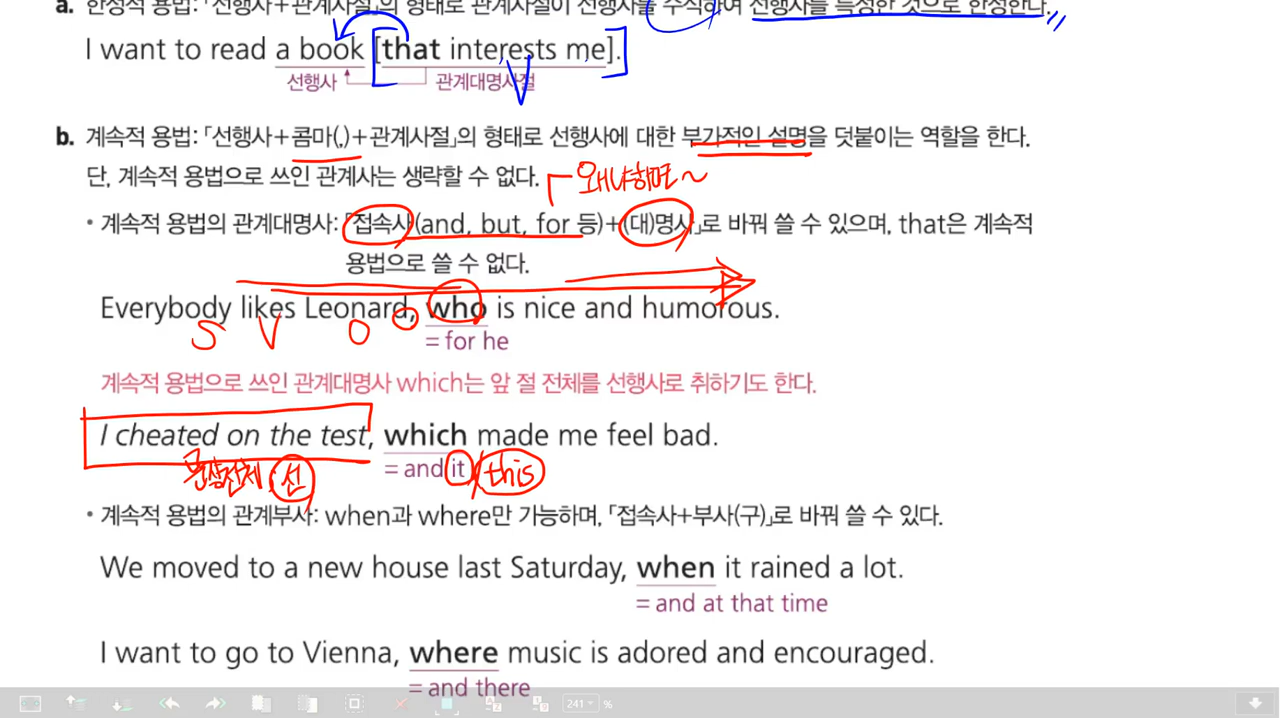 a. 한정적 용법: 「선행사+관계사절」의 형태로 관계사절이 선행사를 수식하여 선행사를 특정한 것으로 한정한다.
I want to read a book [that interests me].
선행사 관계대명사절
V
b. 계속적 용법: 「선행사+콤마(,)+관계사절」의 형태로 선행사에 대한 부가적인 설명을 덧붙이는 역할을 한다.
단, 계속적 용법으로 쓰인 관계사는 생략할 수 없다.
왜냐하면~
• 계속적 용법의 관계대명사: 「접속사(and, but, for 등)+(대)명사」로 바꿔 쓸 수 있으며, that은 계속적
용법으로 쓸 수 없다.
Everybody likes Leonard, who is nice and humorous.
S V O
= for he
계속적 용법으로 쓰인 관계대명사 which는 앞 절 전체를 선행사로 취하기도 한다.
I cheated on the test, which made me feel bad.
문장전체 선 = and it / this
• 계속적 용법의 관계부사: when과 where만 가능하며, 「접속사+부사(구)」로 바꿔 쓸 수 있다.
We moved to a new house last Saturday, when it rained a lot.
= and at that time
I want to go to Vienna, where music is adored and encouraged.
= and there
241 %